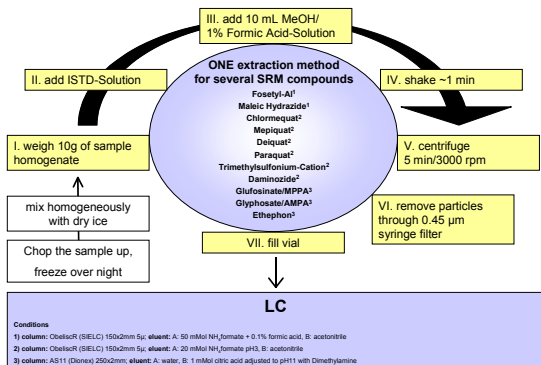 III. add 10 mL MeOH/
1% Formic Acid-Solution
II. add ISTD-Solution
ONE extraction method
for several SRM compounds
IV. shake ~1 min
Fosetyl-Al¹
Maleic Hydrazide¹
Chlormequat²
Mepiquat²
Deiquat²
Paraquat²
Trimethylsulfonium-Cation²
Daminozide²
Glufosinate/MPPA³
Glyphosate/AMPA³
Ethephon³
I. weigh 10g of sample
homogenate
V. centrifuge
5 min/3000 rpm
mix homogeneously
with dry ice
VI. remove particles
through 0.45 µm
syringe filter
Chop the sample up,
freeze over night
VII. fill vial
LC
Conditions
1) column: ObeliscR (SIELC) 150x2mm 5µ; eluent: A: 50 mMol NH₄formate + 0.1% formic acid, B: acetonitrile
2) column: ObeliscR (SIELC) 150x2mm 5µ; eluent: A: 20 mMol NH₄formate pH3, B: acetonitrile
3) column: AS11 (Dionex) 250x2mm; eluent: A: water, B: 1 mMol citric acid adjusted to pH11 with Dimethylamine